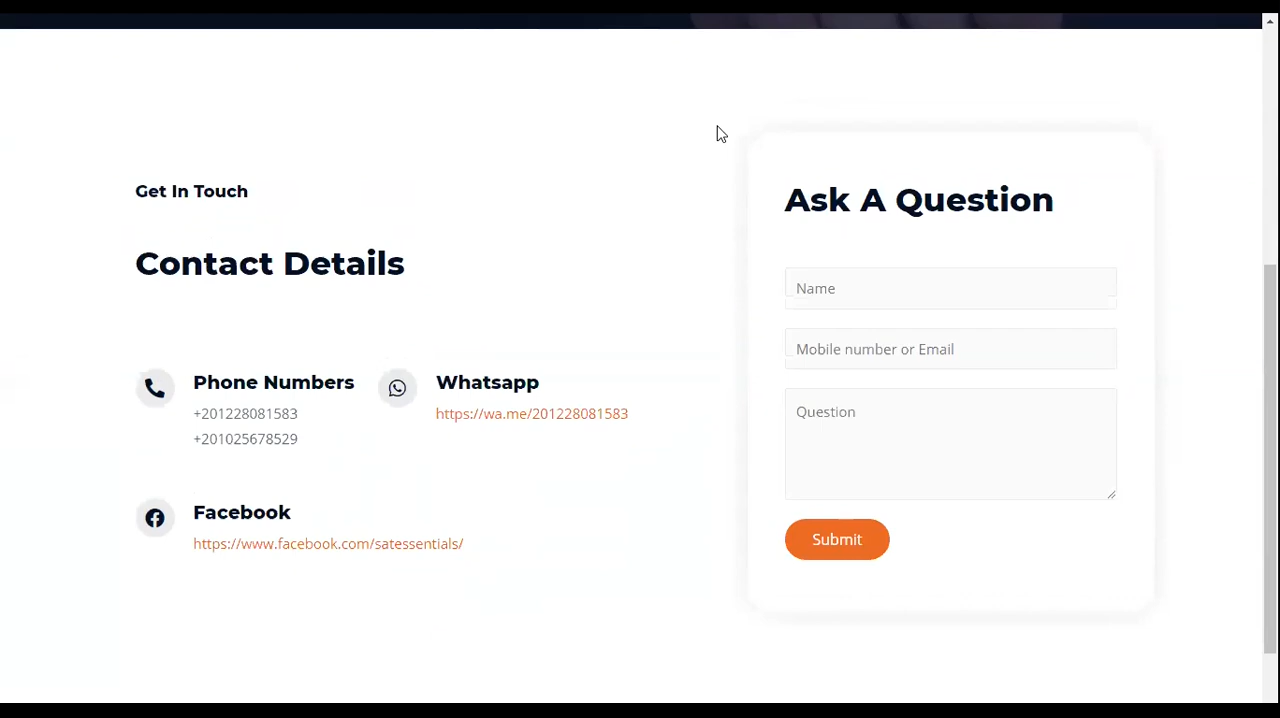 Get In Touch
Contact Details
Phone Numbers
+201228081583
+201025678529
Whatsapp
https://wa.me/201228081583
Facebook
https://www.facebook.com/satessentials/
Ask A Question
Name
Mobile number or Email
Question
Submit